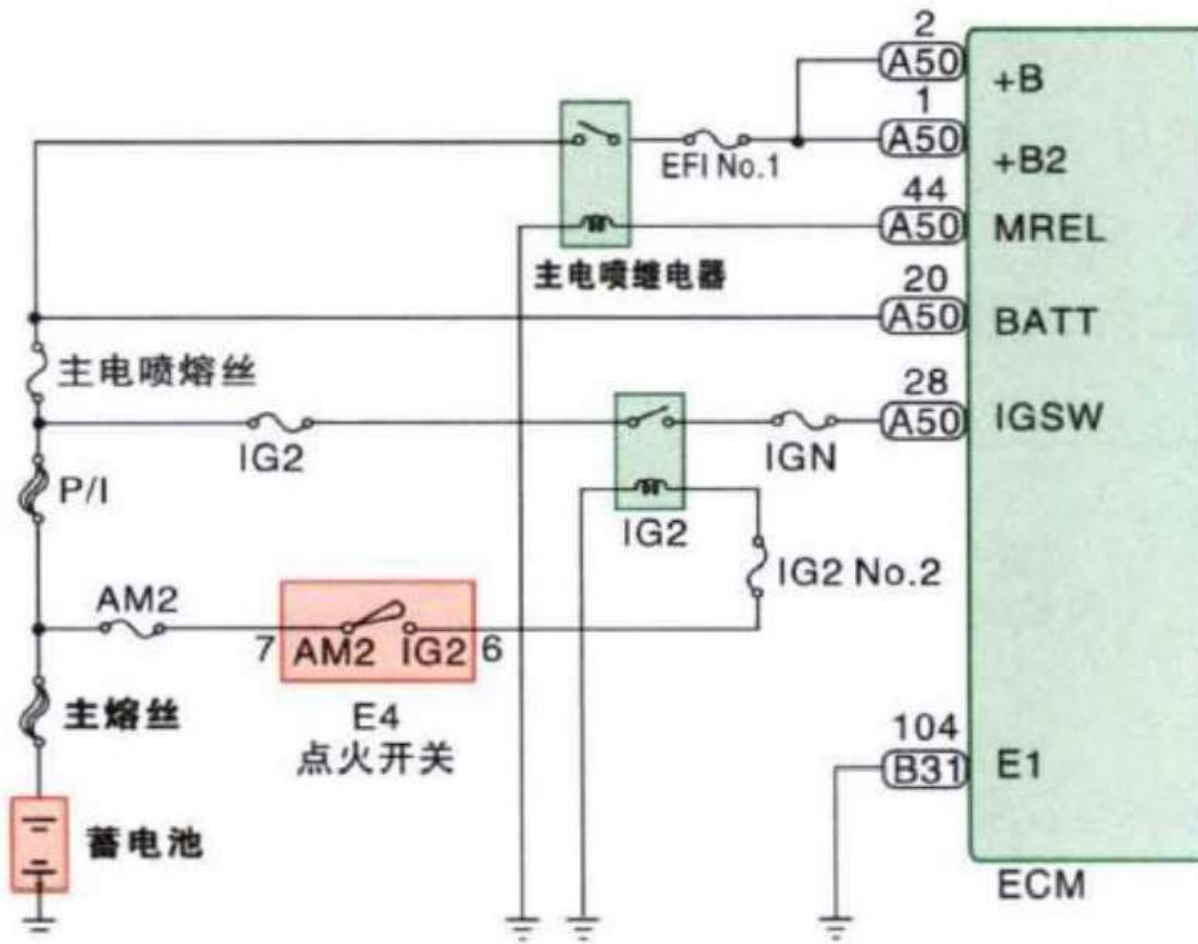 2
A50
+B
1
A50
+B2
EFI No.1
44
A50
MREL
主电喷继电器
20
A50
BATT
主电喷熔丝
28
A50
IGSW
IG2
IGN
P/I
IG2
IG2 No.2
AM2
7 AM2 IG2 6
主熔丝
E4
点火开关
104
B31
E1
蓄电池
ECM